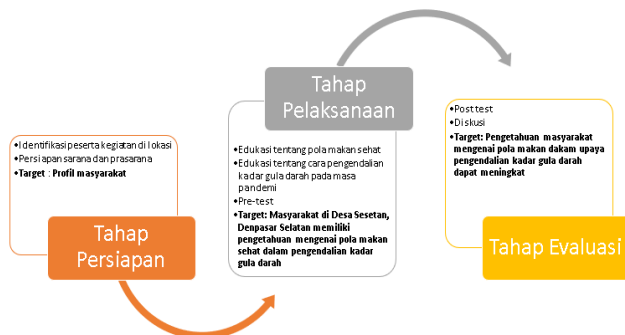 •Identifikasi peserta kegiatan di lokasi
•Persiapan sarana dan prasarana
•Target : Profil masyarakat
Tahap
Persiapan
Tahap
Pelaksanaan
•Edukasi tentang pola makan sehat
•Edukasi tentang cara pengendalian
kadar gula darah pada masa
pandemi
•Pre-test
•Target: Masyarakat di Desa Sesetan,
Denpasar Selatan memiliki
pengetahuan mengenai pola makan
sehat dalam pengendalian kadar
gula darah
•Post test
•Diskusi
•Target: Pengetahuan masyarakat
mengenai pola makan dakam upaya
pengendalian kadar gula darah
dapat meningkat
Tahap Evaluasi